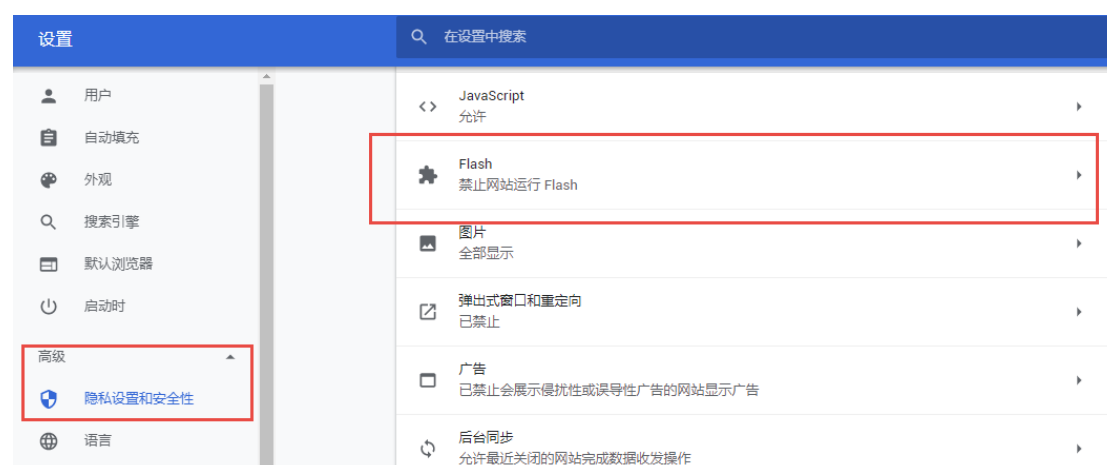 设置
在设置中搜索
用户
自动填充
外观
搜索引擎
默认浏览器
启动时
高级
隐私设置和安全性
语言
JavaScript
允许
Flash
禁止网站运行 Flash
图片
全部显示
弹出式窗口和重定向
已禁止
广告
已禁止会展示侵扰性或误导性广告的网站显示广告
后台同步
允许最近关闭的网站完成数据收发操作